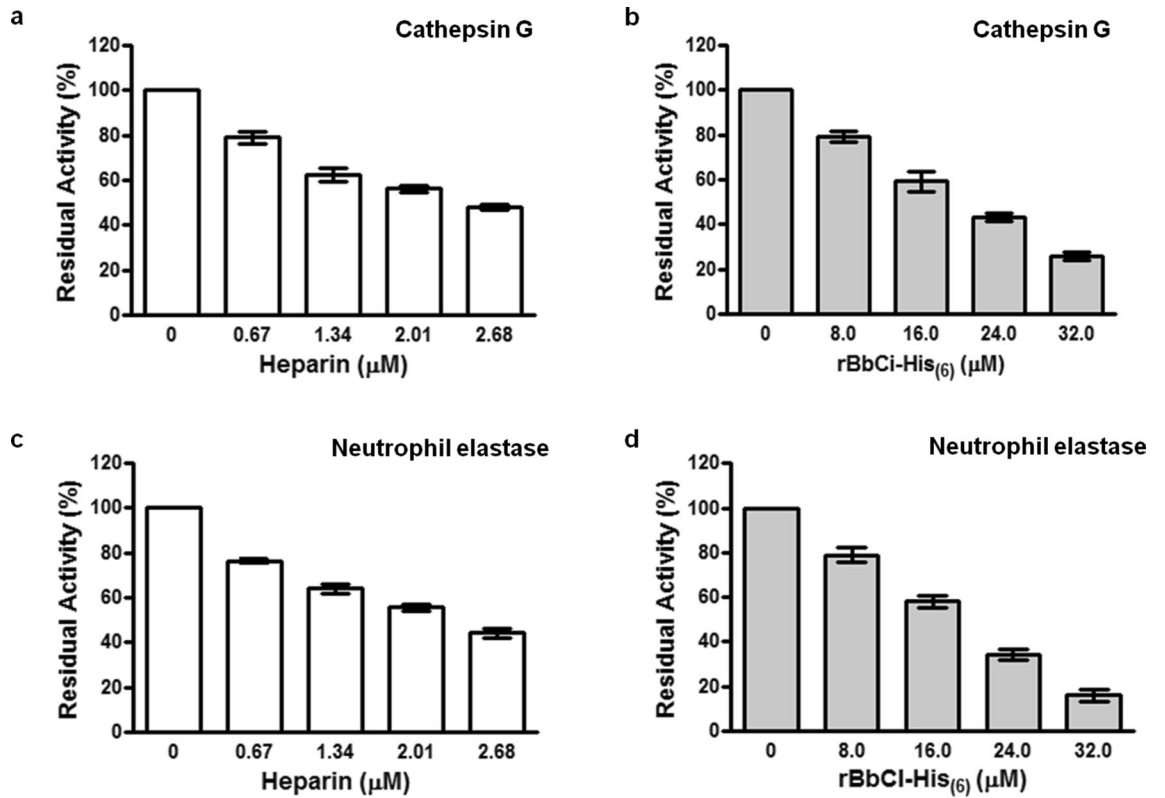 a
Cathepsin G
120
100
80
60
40
20
0
Residual Activity (%)
0 0.67 1.34 2.01 2.68
Heparin (µM)
b
Cathepsin G
120
100
80
60
40
20
0
Residual Activity (%)
0 8.0 16.0 24.0 32.0
rBbCi-His(6) (µM)
c
Neutrophil elastase
120
100
80
60
40
20
0
Residual Activity (%)
0 0.67 1.34 2.01 2.68
Heparin (µM)
d
Neutrophil elastase
120
100
80
60
40
20
0
Residual Activity (%)
0 8.0 16.0 24.0 32.0
rBbCI-His(6) (µM)